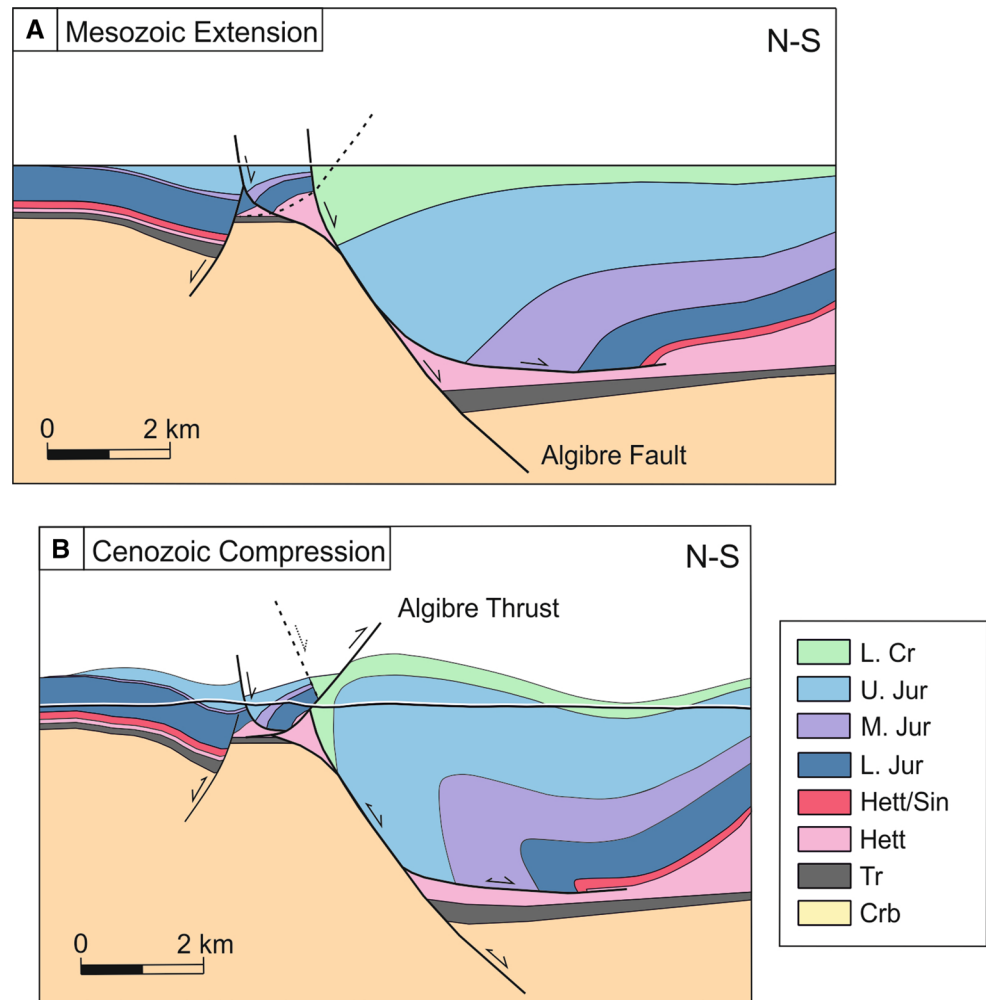 A Mesozoic Extension
N-S
0 2 km
Algibre Fault
B Cenozoic Compression
N-S
Algibre Thrust
0 2 km
L. Cr
U. Jur
M. Jur
L. Jur
Hett/Sin
Hett
Tr
Crb